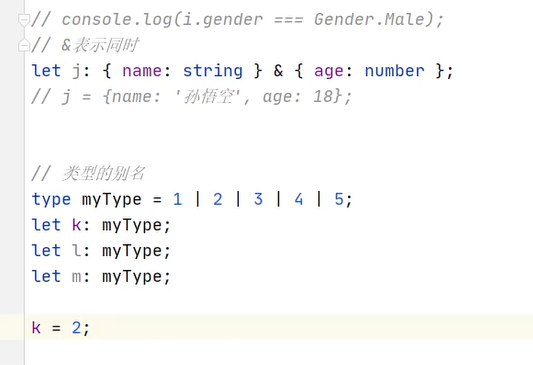 // console.log(i.gender === Gender.Male);
// &表示同时
let j: { name: string } & { age: number };
// j = {name: '孙悟空', age: 18};
// 类型的别名
type myType = 1 | 2 | 3 | 4 | 5;
let k: myType;
let l: myType;
let m: myType;
k = 2;